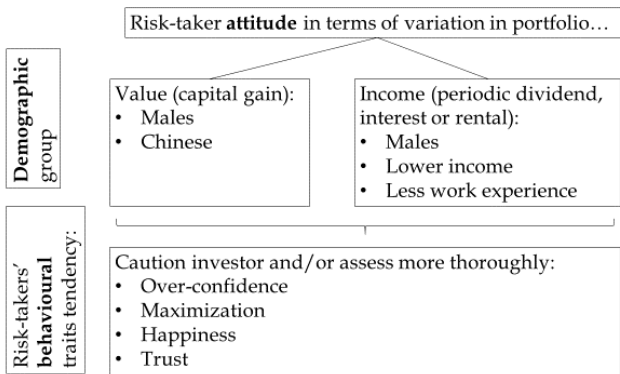 Risk-taker attitude in terms of variation in portfolio…
Demographic
group
Value (capital gain):
• Males
• Chinese
Income (periodic dividend,
interest or rental):
• Males
• Lower income
• Less work experience
Risk-takers'
behavioural
traits tendency:
Caution investor and/or assess more thoroughly:
• Over-confidence
• Maximization
• Happiness
• Trust